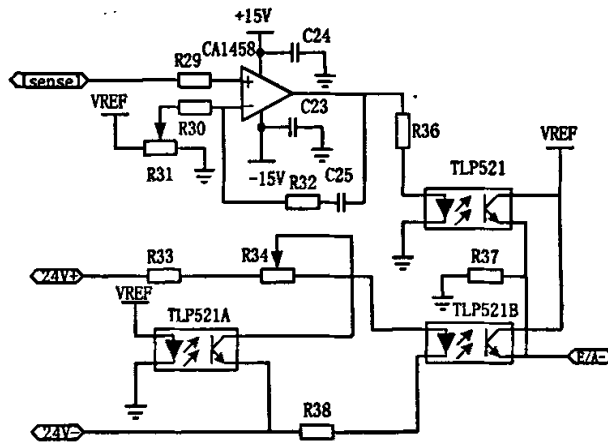 +15V
CA1458
C24
R29
Isense
VREF
R30
C23
R31
-15V
R32
C25
R36
VREF
TLP521
24V+
R33
R34
R37
VREF
TLP521A
TLP521B
E/A-
24V-
R38